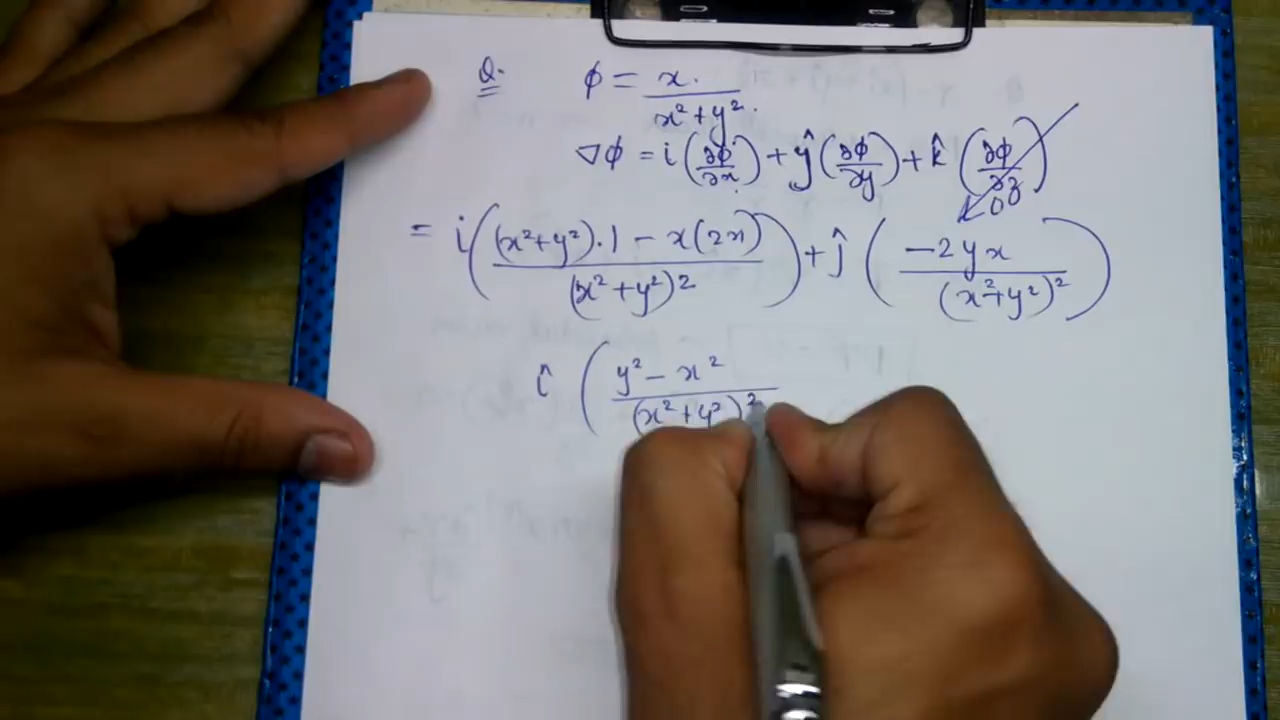 Q. ϕ = x. / x² + y².
∇ϕ = i (∂ϕ/∂x) + ĵ (∂ϕ/∂y) + k̂ (∂ϕ/∂z) 0
= i ( (x²+y²).1 − x(2x) / (x²+y²)² ) + ĵ ( −2yx / (x²+y²)² )
î ( y² − x² / (x²+y²)²